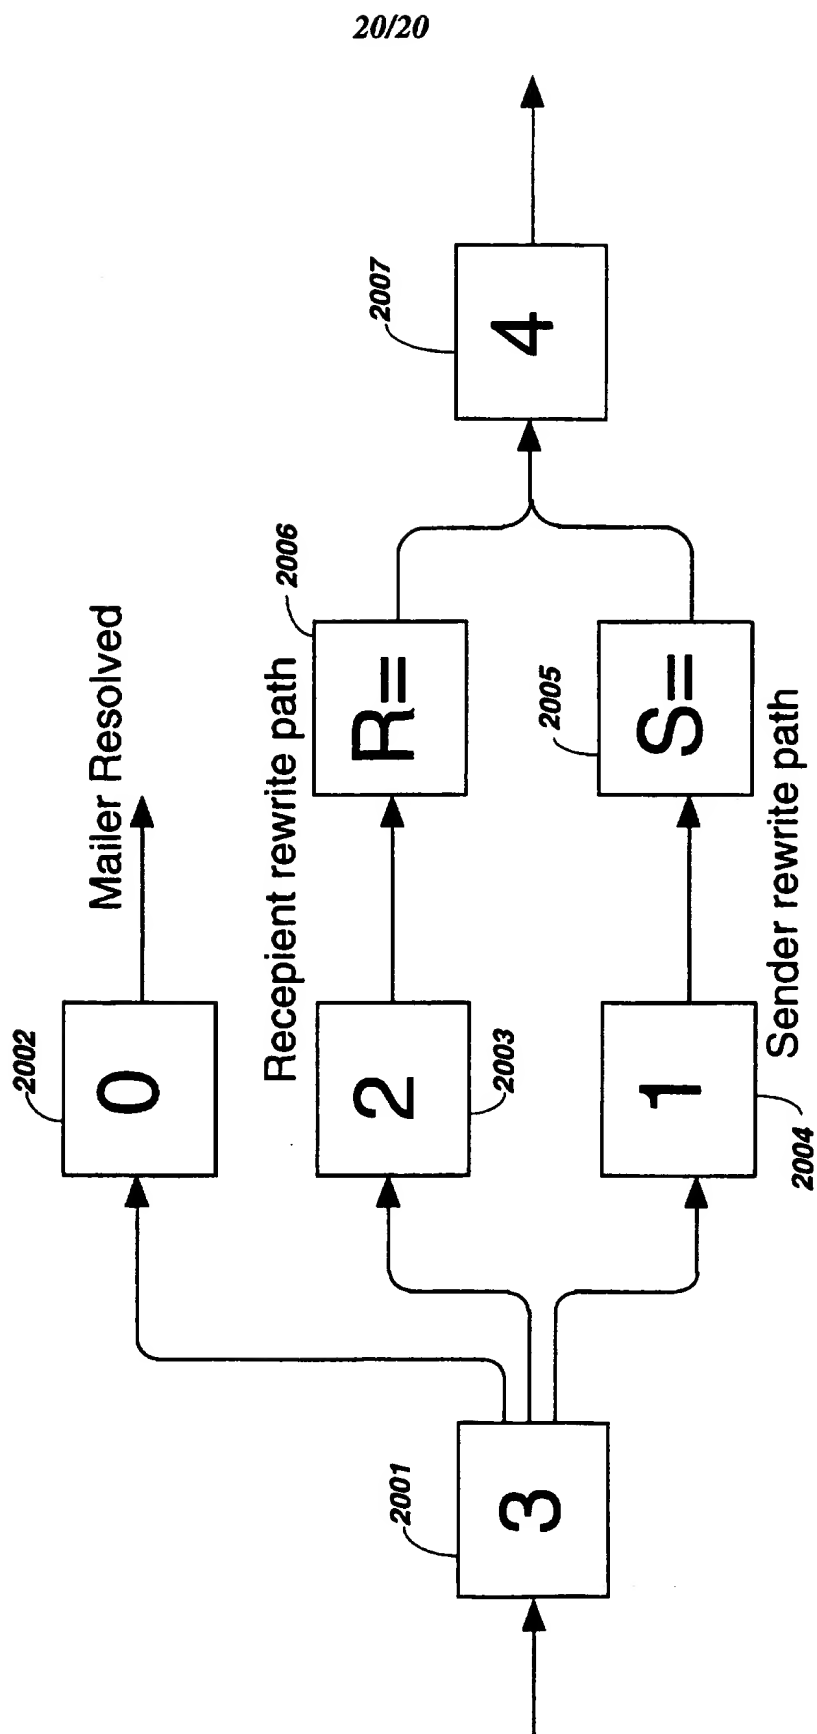 20/20
2001
3
2002
0
Mailer Resolved
Recepient rewrite path
2
2003
2006
R=
1
2004
2005
S=
Sender rewrite path
2007
4